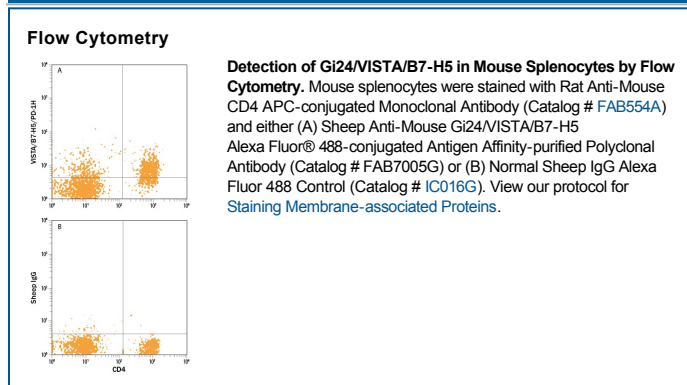 Flow Cytometry
Detection of Gi24/VISTA/B7-H5 in Mouse Splenocytes by Flow
Cytometry. Mouse splenocytes were stained with Rat Anti-Mouse
CD4 APC-conjugated Monoclonal Antibody (Catalog # FAB554A)
and either (A) Sheep Anti-Mouse Gi24/VISTA/B7-H5
Alexa Fluor® 488-conjugated Antigen Affinity-purified Polyclonal
Antibody (Catalog # FAB7005G) or (B) Normal Sheep IgG Alexa
Fluor 488 Control (Catalog # IC016G). View our protocol for
Staining Membrane-associated Proteins.
A
VISTA/B7-H5/PD-1H
B
Sheep IgG
CD4